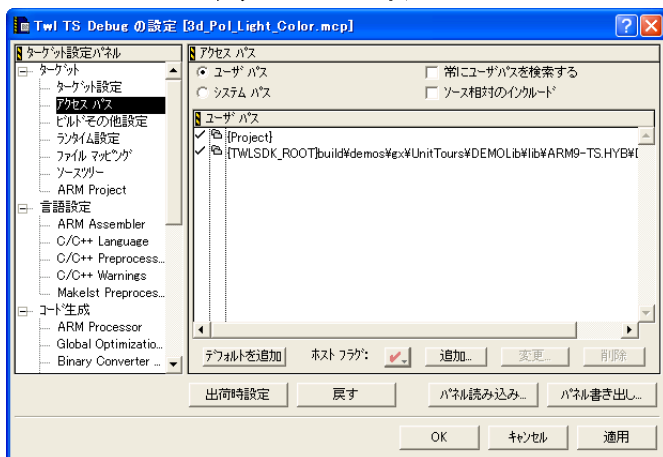 Twl TS Debug の設定 [3d_Pol_Light_Color.mcp]
ターゲット設定パネル
ターゲット
ターゲット設定
アクセス パス
ビルドその他設定
ランタイム設定
ファイル マッピング
ソースツリー
ARM Project
言語設定
ARM Assembler
C/C++ Language
C/C++ Preprocess...
C/C++ Warnings
Makelst Preproces...
コード生成
ARM Processor
Global Optimizatio...
Binary Converter ...
アクセス パス
ユーザ パス
常にユーザパスを検索する
システム パス
ソース相対のインクルード
ユーザ パス
{Project}
{TWLSDK_ROOT}build¥demos¥gx¥UnitTours¥DEMOLib¥lib¥ARM9-TS.HYB¥
デフォルトを追加
ホスト フラグ:
追加...
変更...
削除
出荷時設定
戻す
パネル読み込み...
パネル書き出し...
OK
キャンセル
適用